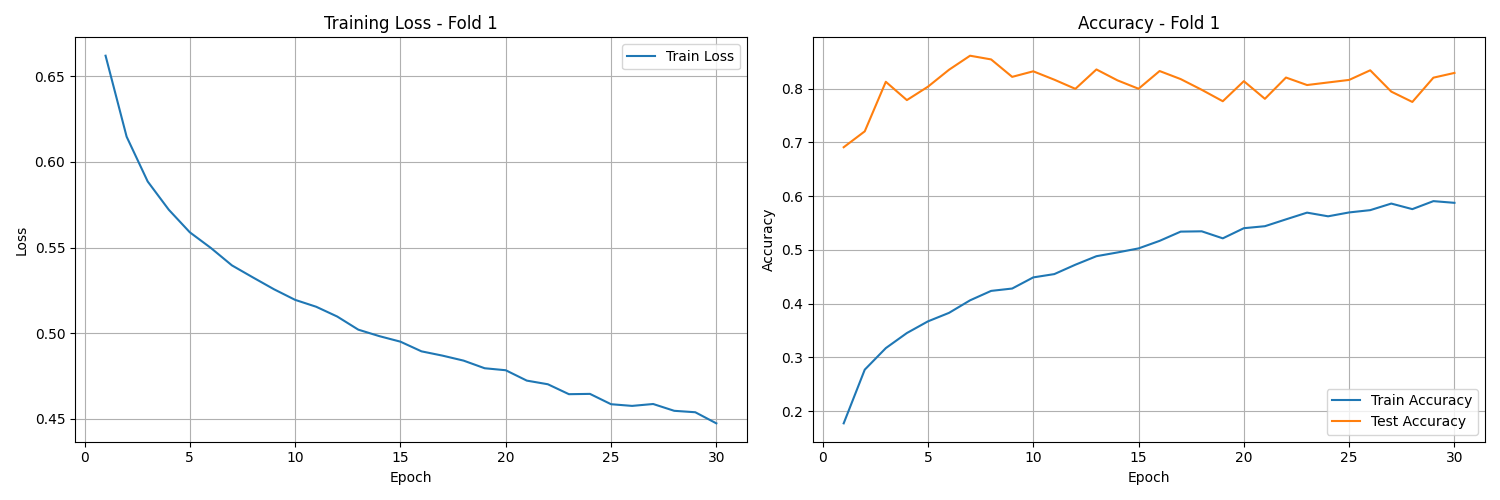 Training Loss - Fold 1
Train Loss
0.65
0.60
0.55
0.50
0.45
Loss
0 5 10 15 20 25 30
Epoch
Accuracy - Fold 1
0.8
0.7
0.6
0.5
0.4
0.3
0.2
Accuracy
Train Accuracy
Test Accuracy
0 5 10 15 20 25 30
Epoch